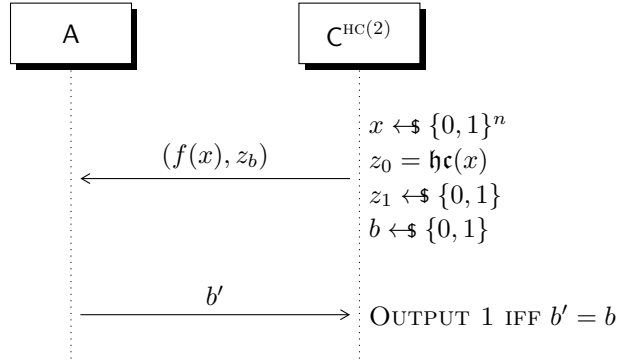 A
C^{HC(2)}
x ←$ {0, 1}^n
(f(x), z_b)
z_0 = 𝔥𝔠(x)
z_1 ←$ {0, 1}
b ←$ {0, 1}
b′
OUTPUT 1 IFF b′ = b